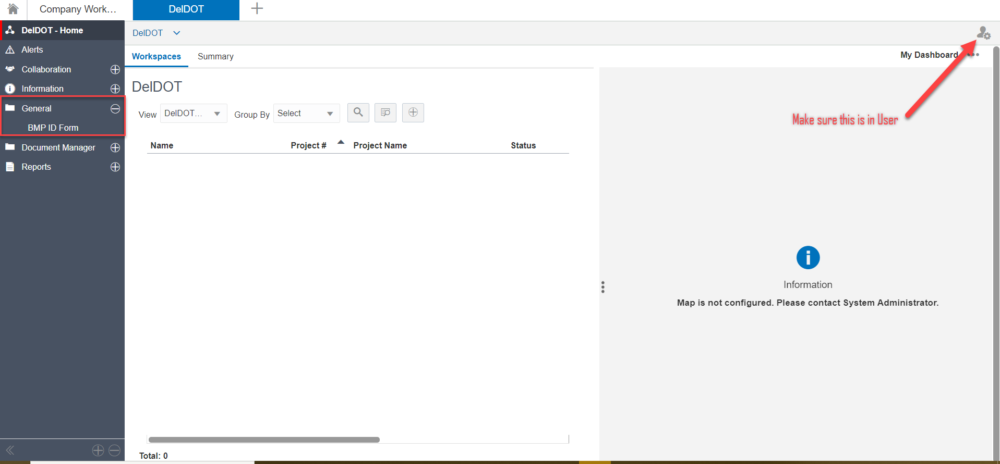 Company Work...
DelDOT
DelDOT - Home
DelDOT
Alerts
Collaboration
Information
General
BMP ID Form
Document Manager
Reports
Workspaces
Summary
My Dashboard
DelDOT
View
DelDOT...
Group By
Select
Make sure this is in User
Name
Project #
Project Name
Status
Information
Map is not configured. Please contact System Administrator.
Total: 0